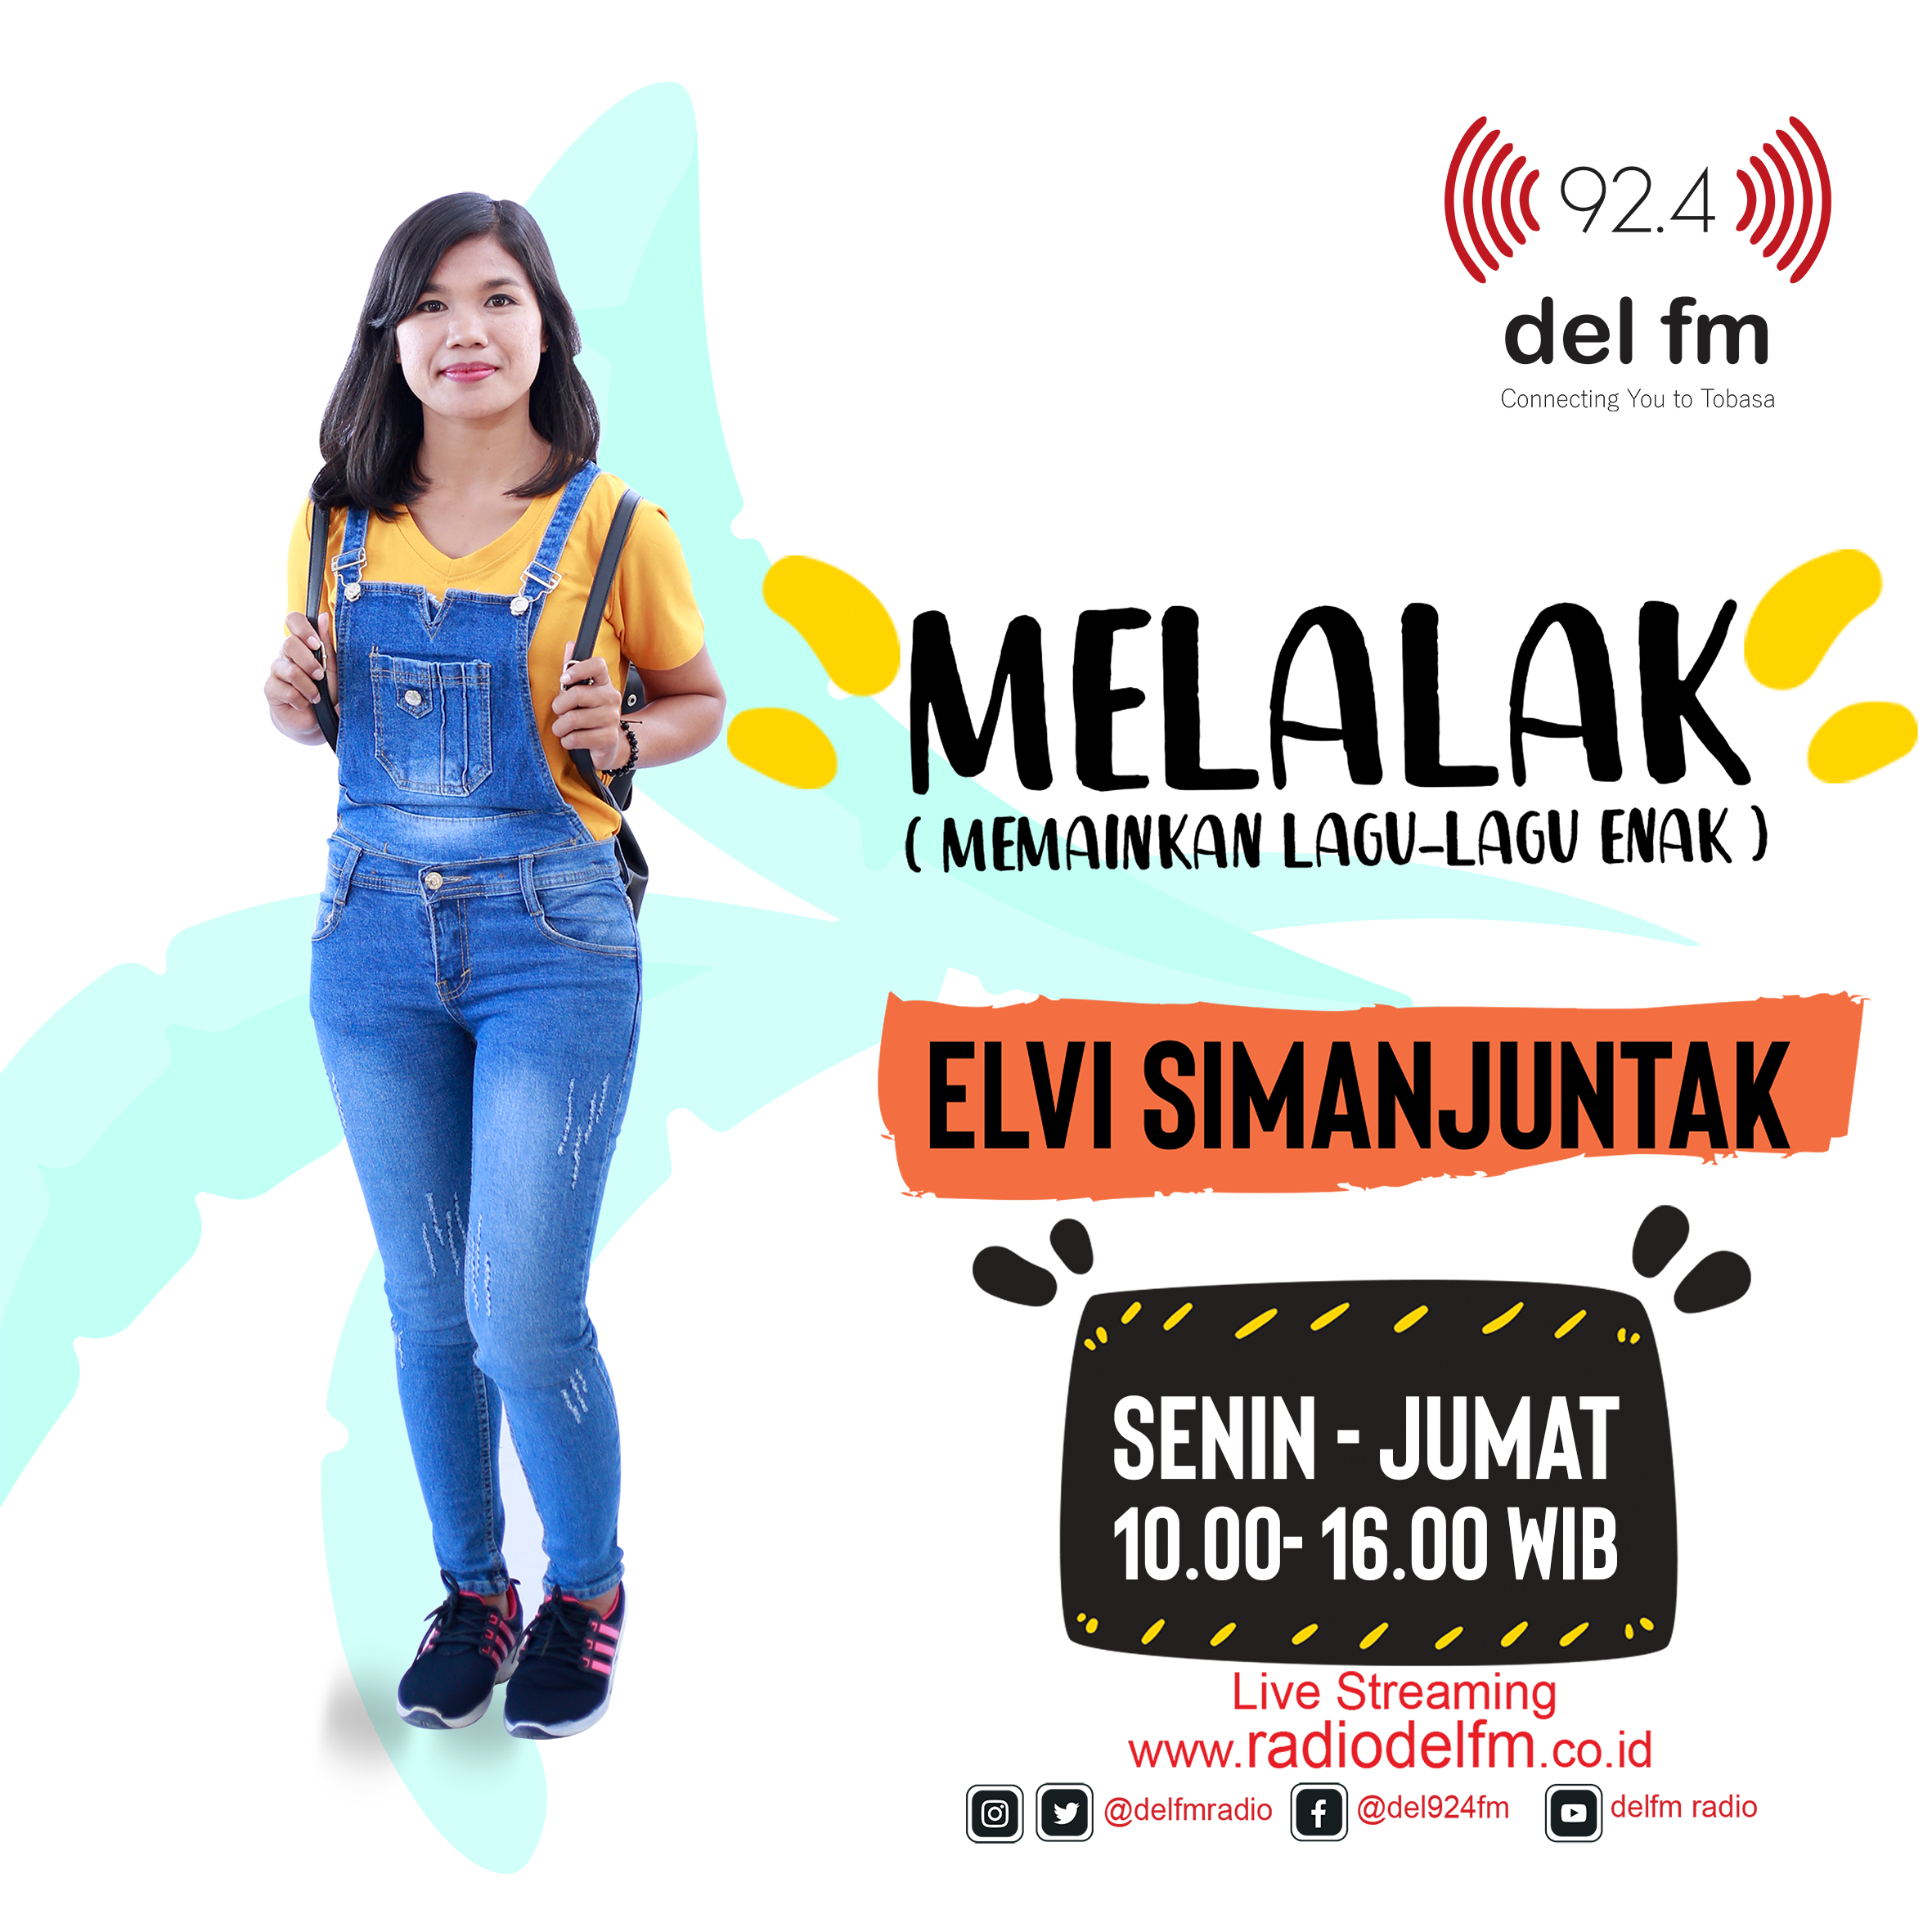 92.4
del fm
Connecting You to Tobasa
MELALAK
( MEMAINKAN LAGU-LAGU ENAK )
ELVI SIMANJUNTAK
SENIN - JUMAT
10.00- 16.00 WIB
Live Streaming
www.radiodelfm.co.id
@delfmradio @del924fm delfm radio